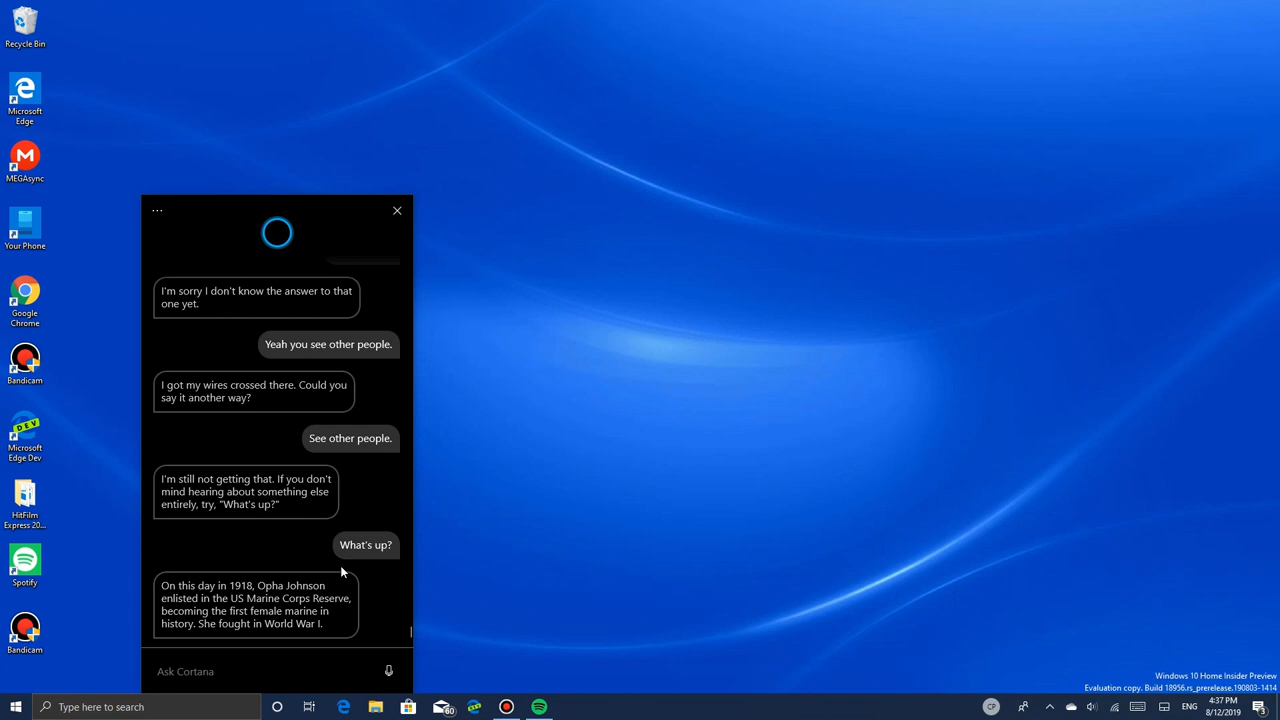 Recycle Bin
Microsoft
Edge
MEGAsync
Your Phone
Google
Chrome
Bandicam
DEV
Microsoft
Edge Dev
HitFilm
Express 20...
Spotify
Bandicam
...
I'm sorry I don't know the answer to that
one yet.
Yeah you see other people.
I got my wires crossed there. Could you
say it another way?
See other people.
I'm still not getting that. If you don't
mind hearing about something else
entirely, try, "What's up?"
What's up?
On this day in 1918, Opha Johnson
enlisted in the US Marine Corps Reserve,
becoming the first female marine in
history. She fought in World War I.
Ask Cortana
Windows 10 Home Insider Preview
Evaluation copy. Build 18956.rs_prerelease.190803-1414
Type here to search
60
CP
4:37 PM
8/12/2019
3